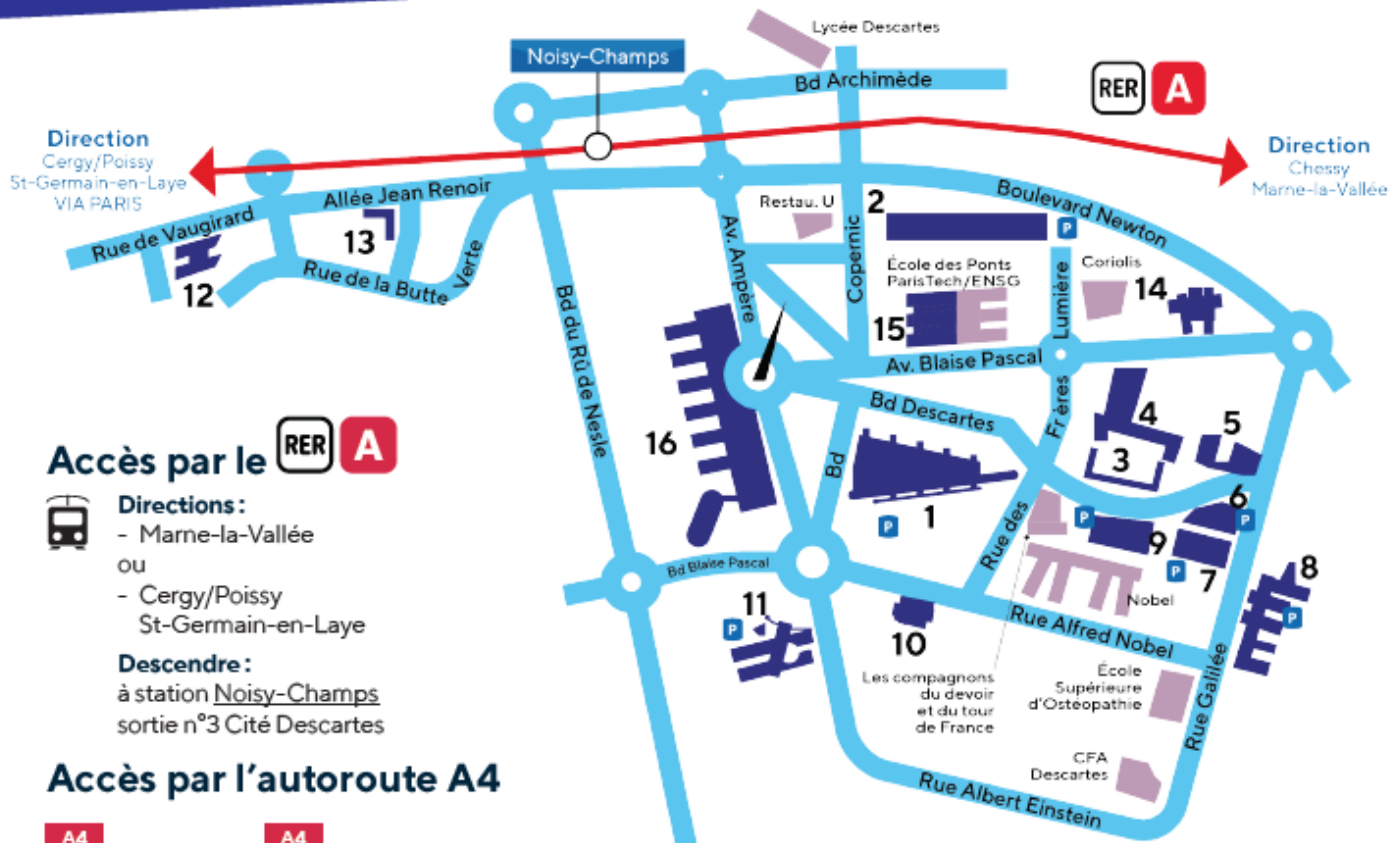 Lycée Descartes
Noisy-Champs
Bd Archimède
RER A
Direction
Cergy/Poissy
St-Germain-en-Laye
VIA PARIS
Direction
Chessy
Marne-la-Vallée
Rue de Vaugirard
Allée Jean Renoir
13
12
Rue de la Butte Verte
Restau. U
2
P
Boulevard Newton
Av. Ampère
Copernic
École des Ponts
ParisTech/ENSG
15
Lumière
Coriolis
14
Bd du Rû de Nesle
Av. Blaise Pascal
Bd Descartes
Frères
16
Bd
4
3
5
6
P
1
P
Rue des
P
9
P
7
8
P
Nobel
Bd Blaise Pascal
11
P
10
Rue Alfred Nobel
Les compagnons
du devoir
et du tour
de France
École
Supérieure
d'Ostéopathie
Rue Galilée
CFA
Descartes
Rue Albert Einstein
Accès par le RER A
Directions :
- Marne-la-Vallée
ou
- Cergy/Poissy
St-Germain-en-Laye
Descendre :
à station Noisy-Champs
sortie n°3 Cité Descartes
Accès par l'autoroute A4
A4
A4